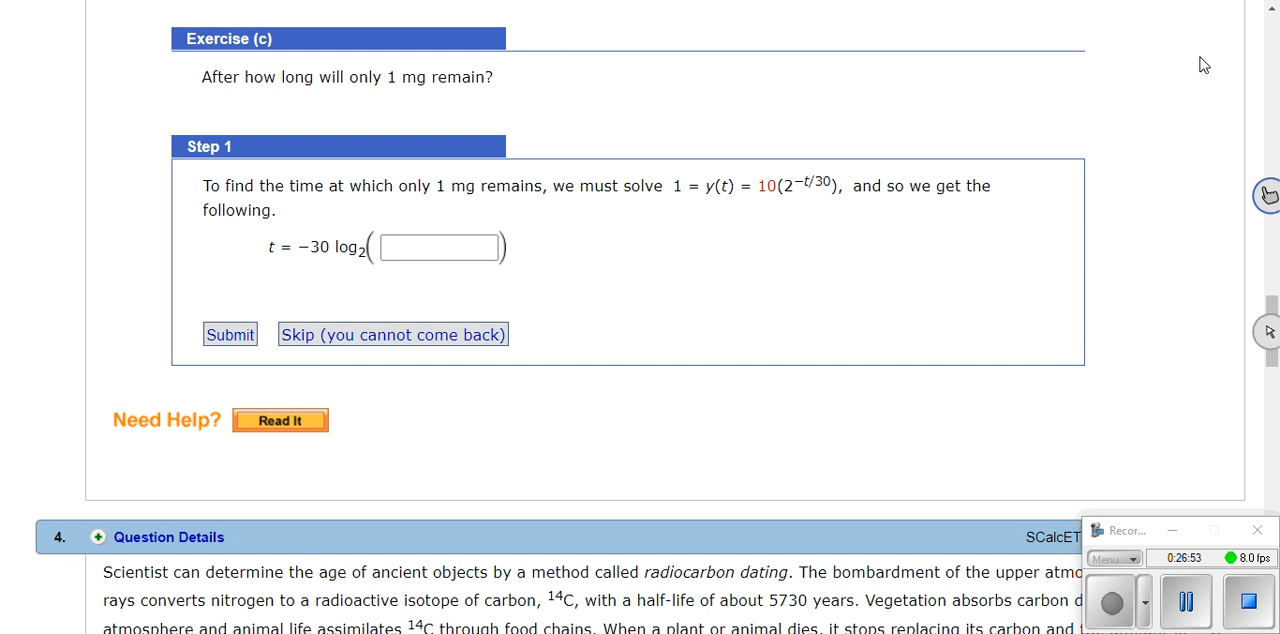 Exercise (c)
After how long will only 1 mg remain?
Step 1
To find the time at which only 1 mg remains, we must solve 1 = y(t) = 10(2^−t/30), and so we get the
following.
t = −30 log₂( )
Submit Skip (you cannot come back)
Need Help? Read It
4. + Question Details SCalcET
Recor...
Menu 0:26:53 8.0 fps
Scientist can determine the age of ancient objects by a method called radiocarbon dating. The bombardment of the upper atmo
rays converts nitrogen to a radioactive isotope of carbon, ¹⁴C, with a half-life of about 5730 years. Vegetation absorbs carbon d
atmosphere and animal life assimilates ¹⁴C through food chains. When a plant or animal dies, it stops replacing its carbon and